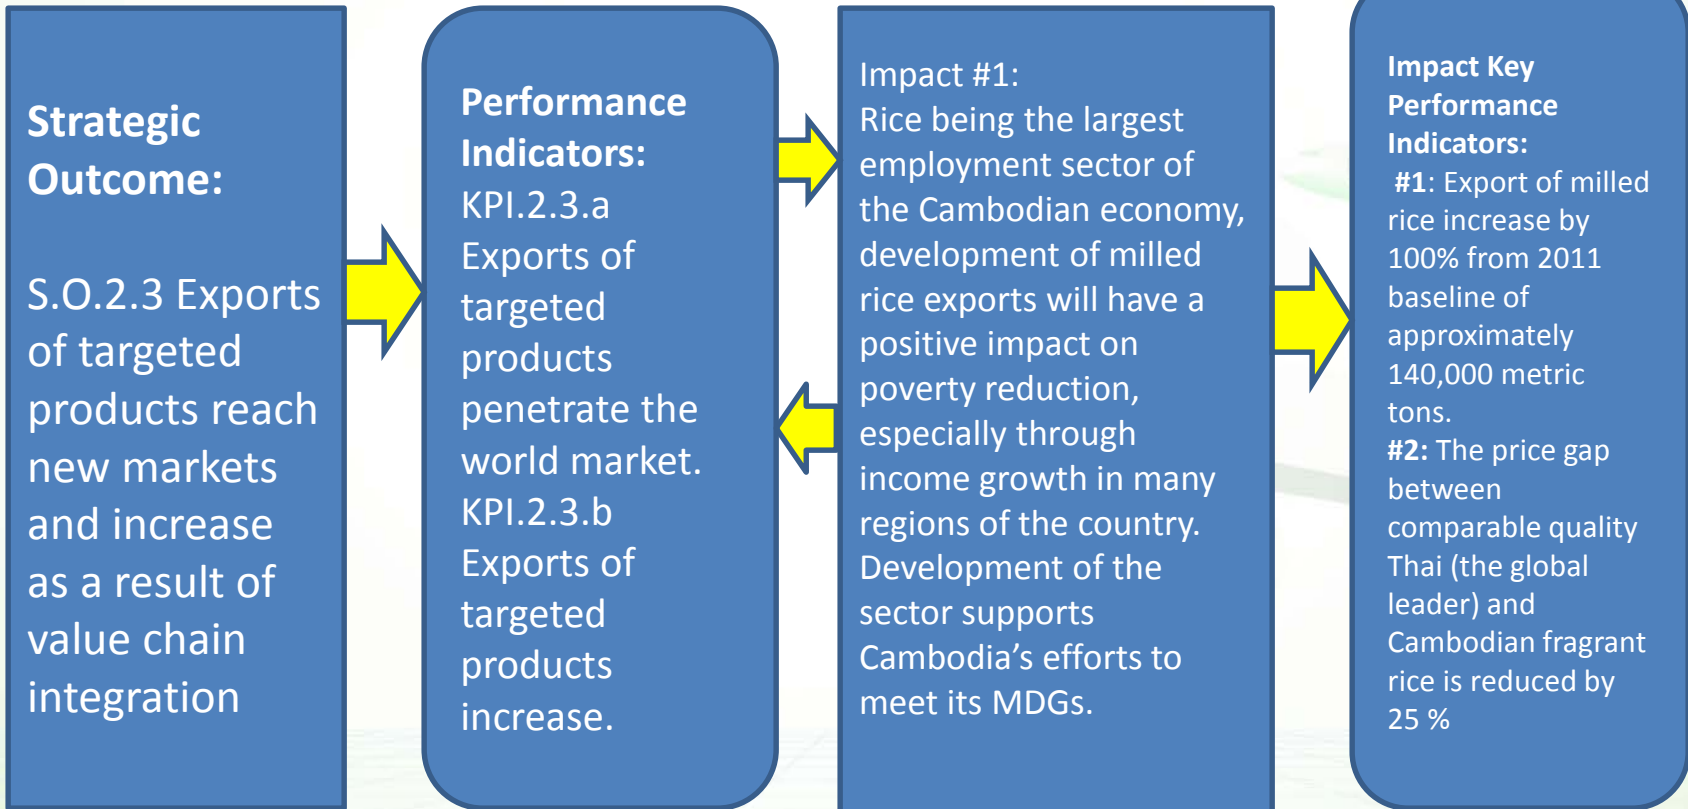 Strategic
Outcome:
S.O.2.3 Exports
of targeted
products reach
new markets
and increase
as a result of
value chain
integration
Performance
Indicators:
KPI.2.3.a
Exports of
targeted
products
penetrate the
world market.
KPI.2.3.b
Exports of
targeted
products
increase.
Impact #1:
Rice being the largest
employment sector of
the Cambodian economy,
development of milled
rice exports will have a
positive impact on
poverty reduction,
especially through
income growth in many
regions of the country.
Development of the
sector supports
Cambodia’s efforts to
meet its MDGs.
Impact Key
Performance
Indicators:
#1: Export of milled
rice increase by
100% from 2011
baseline of
approximately
140,000 metric
tons.
#2: The price gap
between
comparable quality
Thai (the global
leader) and
Cambodian fragrant
rice is reduced by
25 %